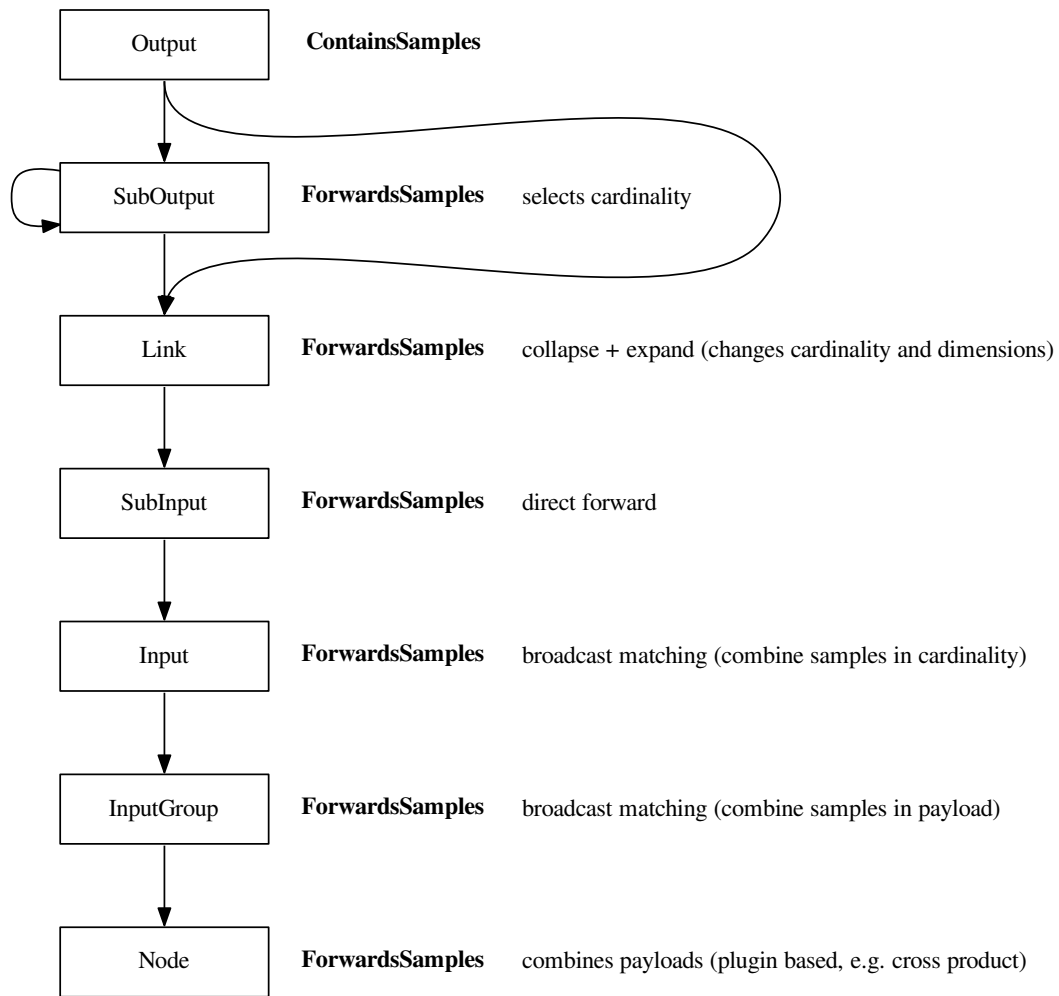 Output ContainsSamples
SubOutput ForwardsSamples selects cardinality
Link ForwardsSamples collapse + expand (changes cardinality and dimensions)
SubInput ForwardsSamples direct forward
Input ForwardsSamples broadcast matching (combine samples in cardinality)
InputGroup ForwardsSamples broadcast matching (combine samples in payload)
Node ForwardsSamples combines payloads (plugin based, e.g. cross product)